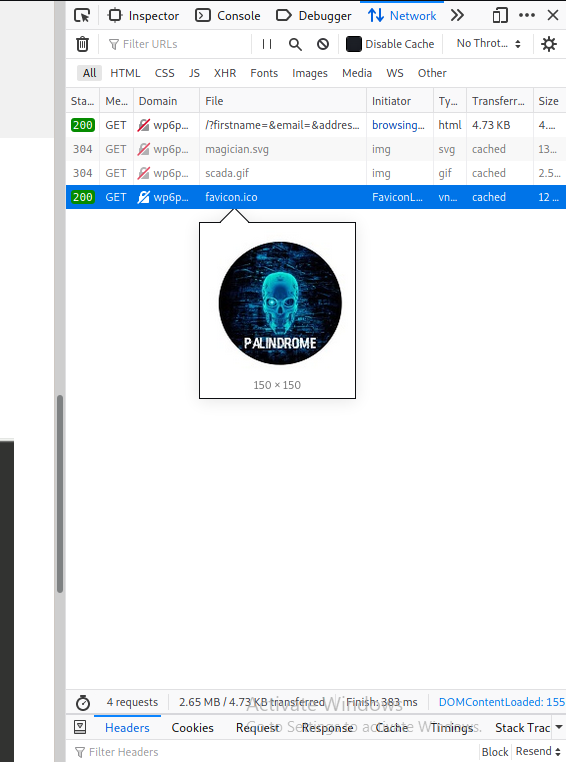 Inspector Console Debugger Network
Filter URLs Disable Cache No Throt...
All HTML CSS JS XHR Fonts Images Media WS Other
Sta... Me... Domain File Initiator Ty... Transferr... Size
200 GET wp6p... /?firstname=&email=&addres... browsing... html 4.73 KB 4....
304 GET wp6p... magician.svg img svg cached 13...
304 GET wp6p... scada.gif img gif cached 2.5...
200 GET wp6p... favicon.ico FaviconL... vn... cached 12 ...
PALINDROME
150 × 150
4 requests 2.65 MB / 4.73 KB transferred Finish: 383 ms DOMContentLoaded: 155
Activate Windows
Headers Cookies Request Response Cache Timings Stack Trac
Go to Settings to activate Windows.
Filter Headers Block Resend